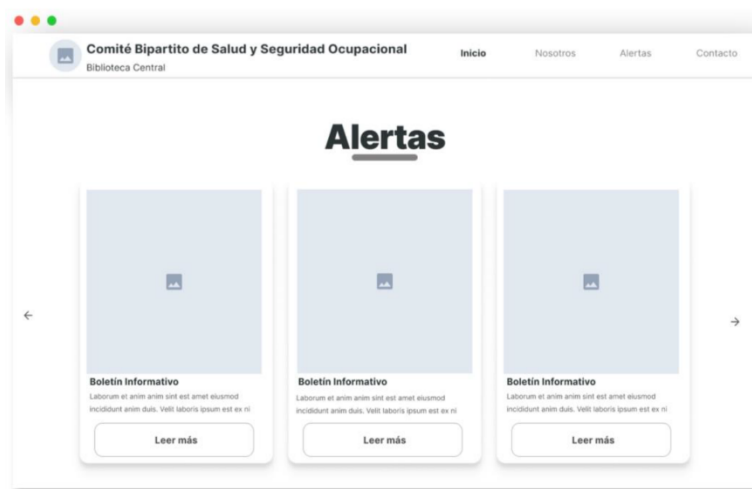 Comité Bipartito de Salud y Seguridad Ocupacional
Biblioteca Central
Inicio
Nosotros
Alertas
Contacto
Alertas
Boletín Informativo
Laborum et anim anim sint est amet eiusmod
incididunt anim duis. Velit laboris ipsum est ex ni
Leer más
Boletín Informativo
Laborum et anim anim sint est amet eiusmod
incididunt anim duis. Velit laboris ipsum est ex ni
Leer más
Boletín Informativo
Laborum et anim anim sint est amet eiusmod
incididunt anim duis. Velit laboris ipsum est ex ni
Leer más